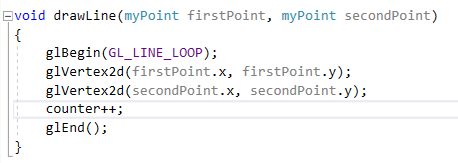 void drawLine(myPoint firstPoint, myPoint secondPoint)
{
    glBegin(GL_LINE_LOOP);
    glVertex2d(firstPoint.x, firstPoint.y);
    glVertex2d(secondPoint.x, secondPoint.y);
    counter++;
    glEnd();
}